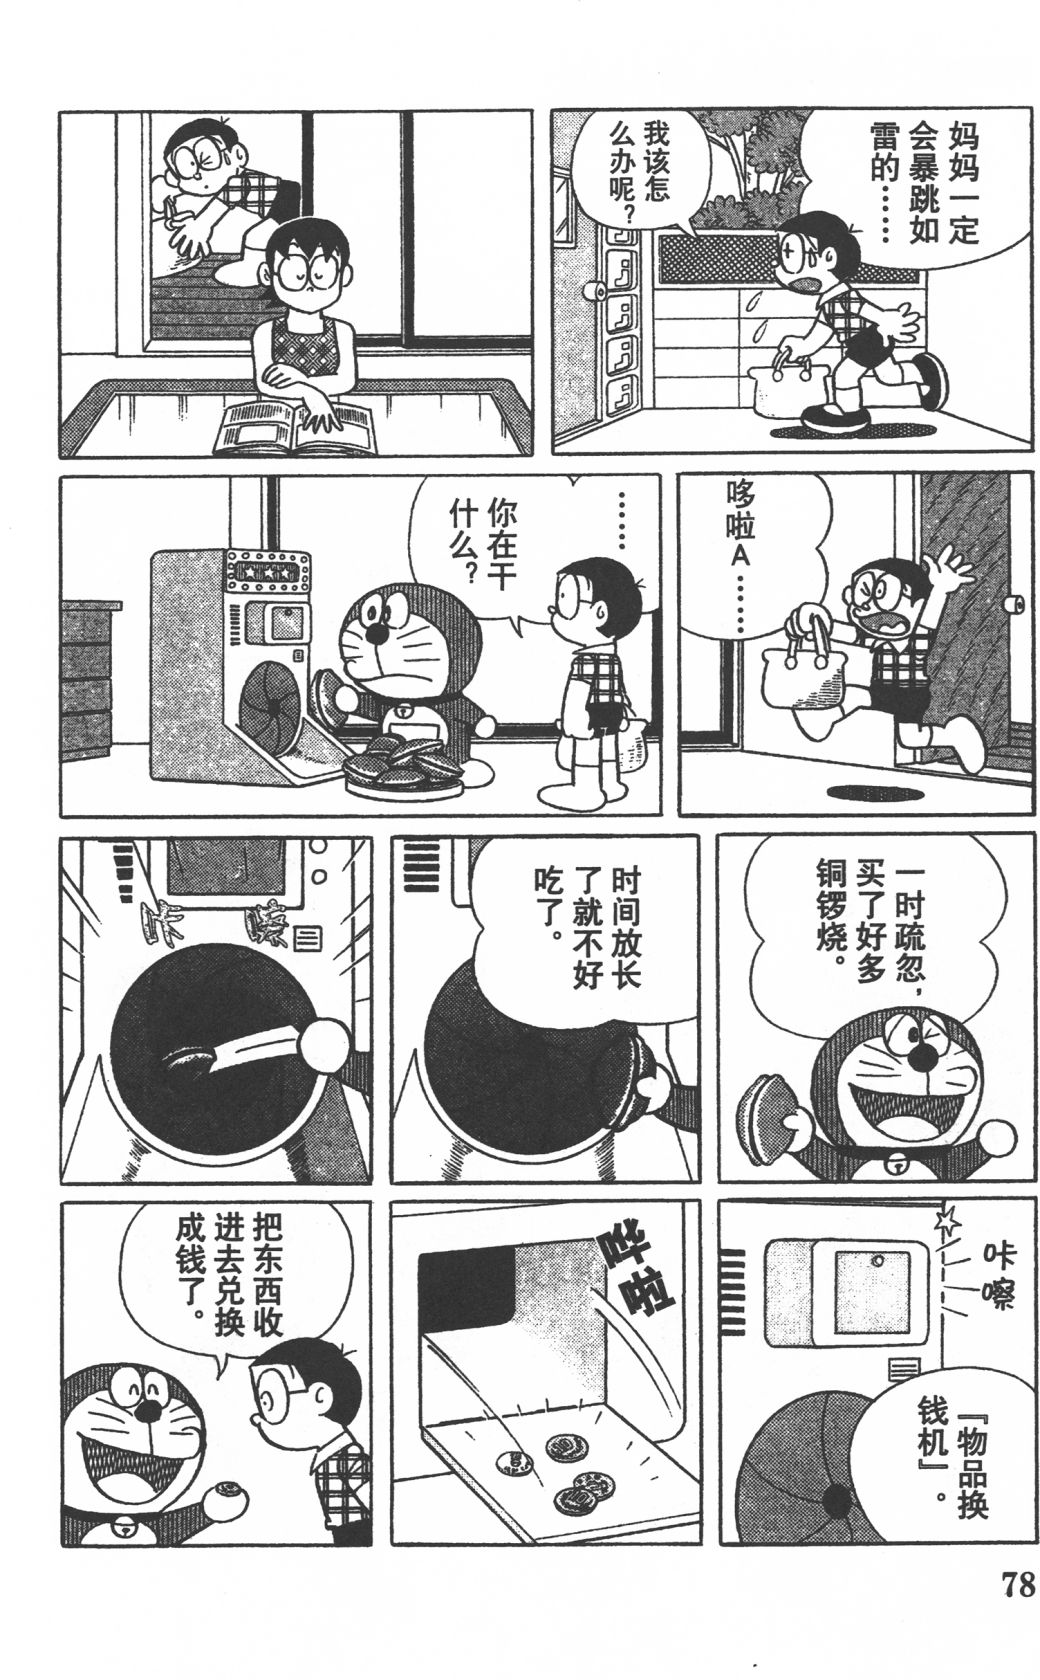 妈妈一定
会暴跳如
雷的……
我该怎
么办呢？
哆啦A……
……
你在干
什么？
一时疏忽，
买了好多
铜锣烧。
时间放长
了就不好
吃了。
咔
嚓
『物品换
钱机』。
把东西收
进去兑换
成钱了。
78